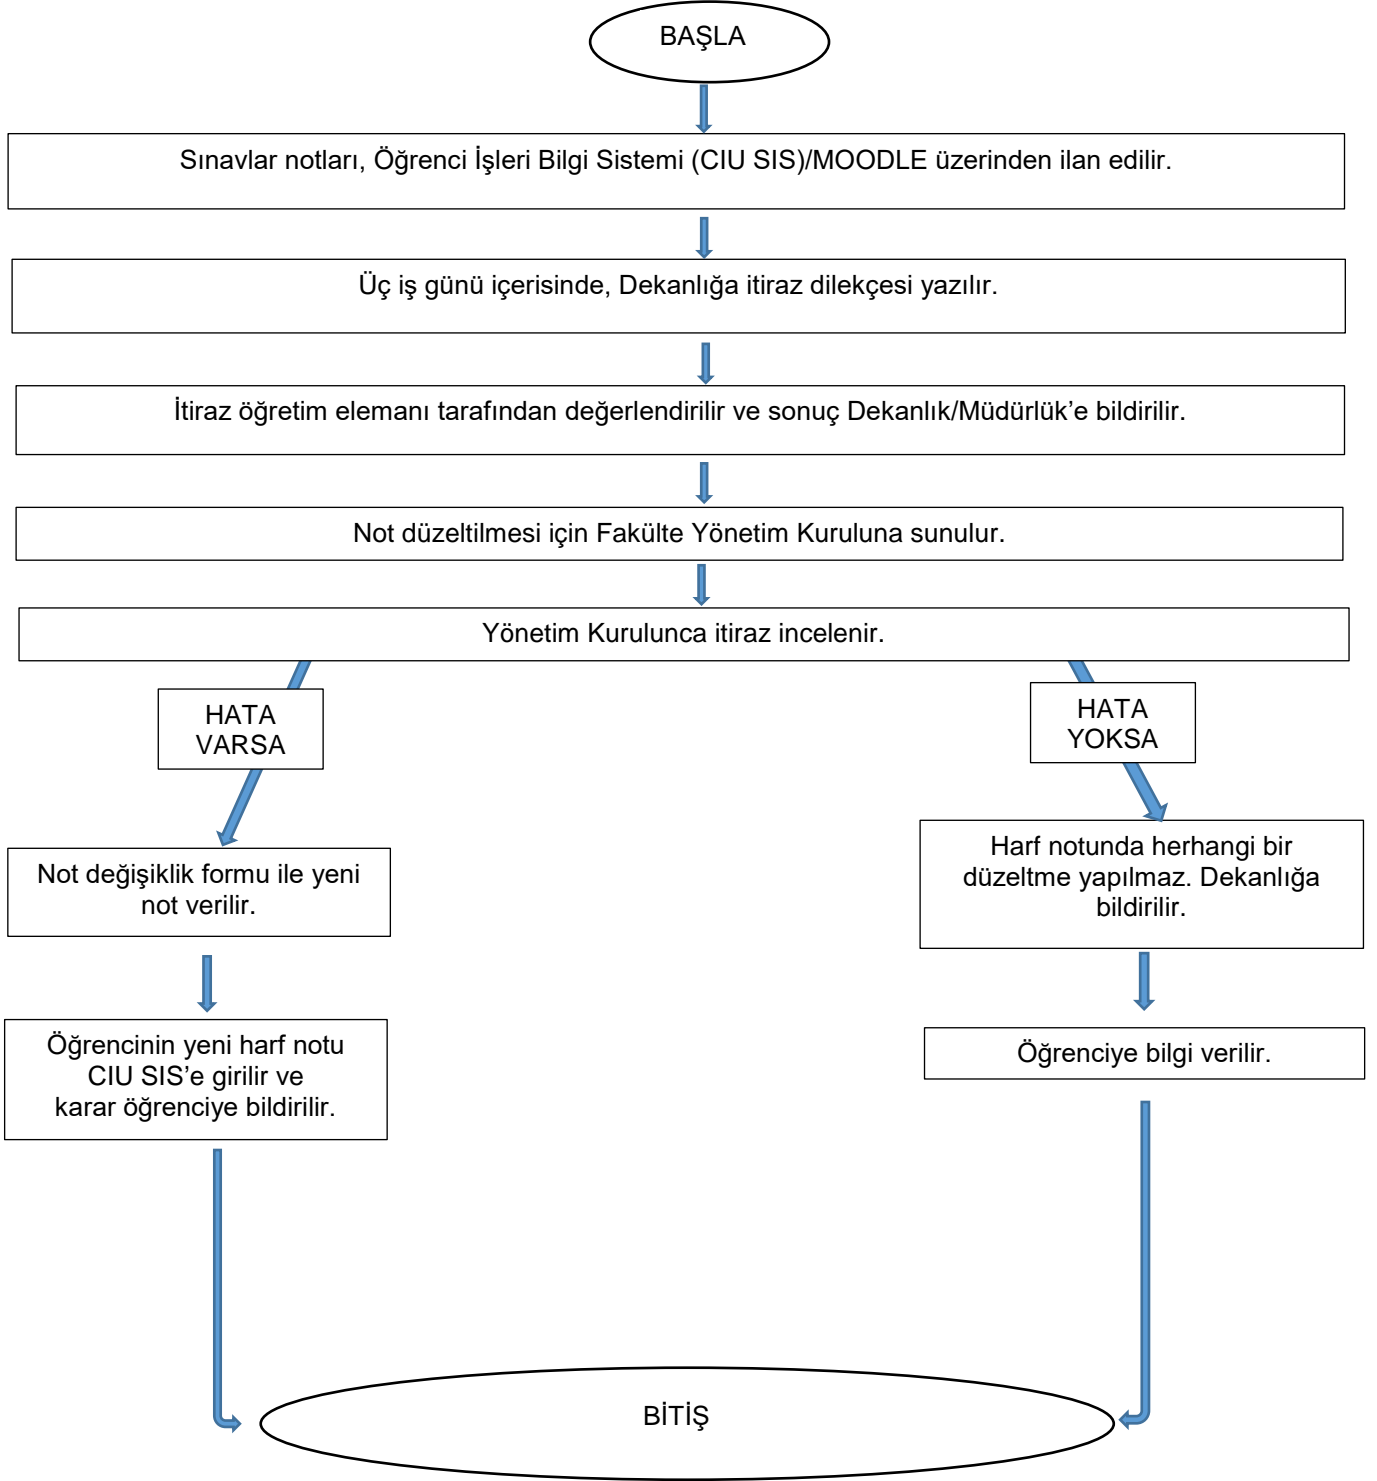 BAŞLA
Sınavlar notları, Öğrenci İşleri Bilgi Sistemi (CIU SIS)/MOODLE üzerinden ilan edilir.
Üç iş günü içerisinde, Dekanlığa itiraz dilekçesi yazılır.
İtiraz öğretim elemanı tarafından değerlendirilir ve sonuç Dekanlık/Müdürlük’e bildirilir.
Not düzeltilmesi için Fakülte Yönetim Kuruluna sunulur.
Yönetim Kurulunca itiraz incelenir.
HATA
VARSA
HATA
YOKSA
Not değişiklik formu ile yeni
not verilir.
Harf notunda herhangi bir
düzeltme yapılmaz. Dekanlığa
bildirilir.
Öğrencinin yeni harf notu
CIU SIS’e girilir ve
karar öğrenciye bildirilir.
Öğrenciye bilgi verilir.
BİTİŞ